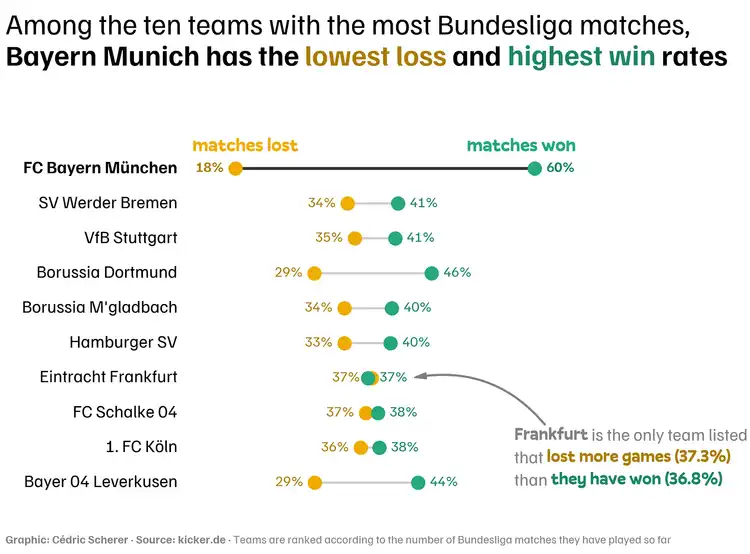 Among the ten teams with the most Bundesliga matches,
Bayern Munich has the lowest loss and highest win rates
matches lost matches won
FC Bayern München 18% 60%
SV Werder Bremen 34% 41%
VfB Stuttgart 35% 41%
Borussia Dortmund 29% 46%
Borussia M'gladbach 34% 40%
Hamburger SV 33% 40%
Eintracht Frankfurt 37% 37%
FC Schalke 04 37% 38%
1. FC Köln 36% 38%
Bayer 04 Leverkusen 29% 44%
Frankfurt is the only team listed
that lost more games (37.3%)
than they have won (36.8%)
Graphic: Cédric Scherer · Source: kicker.de · Teams are ranked according to the number of Bundesliga matches they have played so far